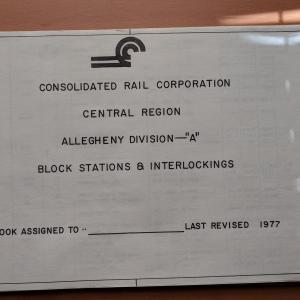 CONSOLIDATED RAIL CORPORATION
CENTRAL REGION
ALLEGHENY DIVISION—"A"
BLOCK STATIONS & INTERLOCKINGS
OOK ASSIGNED TO -- LAST REVISED 1977